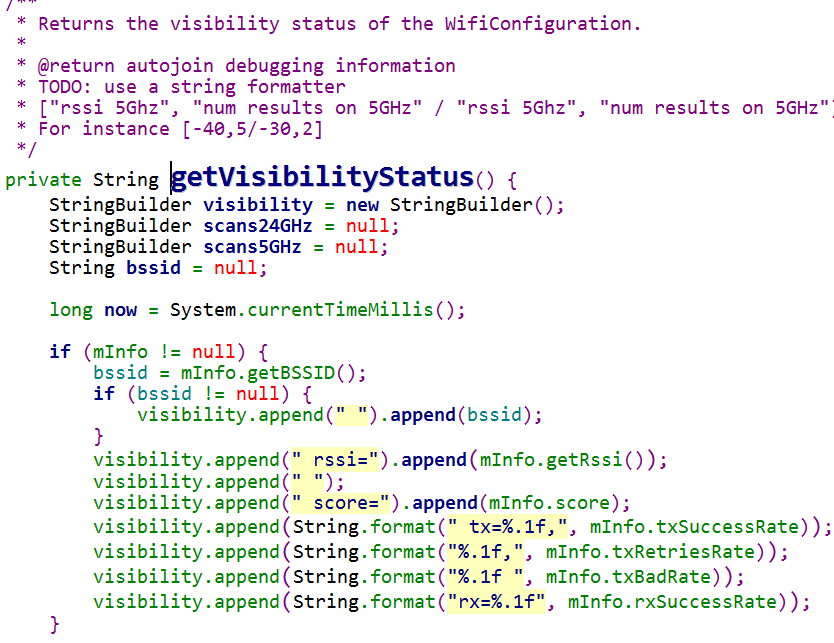 /**
 * Returns the visibility status of the WifiConfiguration.
 *
 * @return autojoin debugging information
 * TODO: use a string formatter
 * ["rssi 5Ghz", "num results on 5GHz" / "rssi 5Ghz", "num results on 5GHz"]
 * For instance [-40,5/-30,2]
 */
private String getVisibilityStatus() {
    StringBuilder visibility = new StringBuilder();
    StringBuilder scans24GHz = null;
    StringBuilder scans5GHz = null;
    String bssid = null;

    long now = System.currentTimeMillis();

    if (mInfo != null) {
        bssid = mInfo.getBSSID();
        if (bssid != null) {
            visibility.append(" ").append(bssid);
        }
        visibility.append(" rssi=").append(mInfo.getRssi());
        visibility.append(" ");
        visibility.append(" score=").append(mInfo.score);
        visibility.append(String.format(" tx=%.1f,", mInfo.txSuccessRate));
        visibility.append(String.format("%.1f,", mInfo.txRetriesRate));
        visibility.append(String.format("%.1f ", mInfo.txBadRate));
        visibility.append(String.format("rx=%.1f", mInfo.rxSuccessRate));
    }